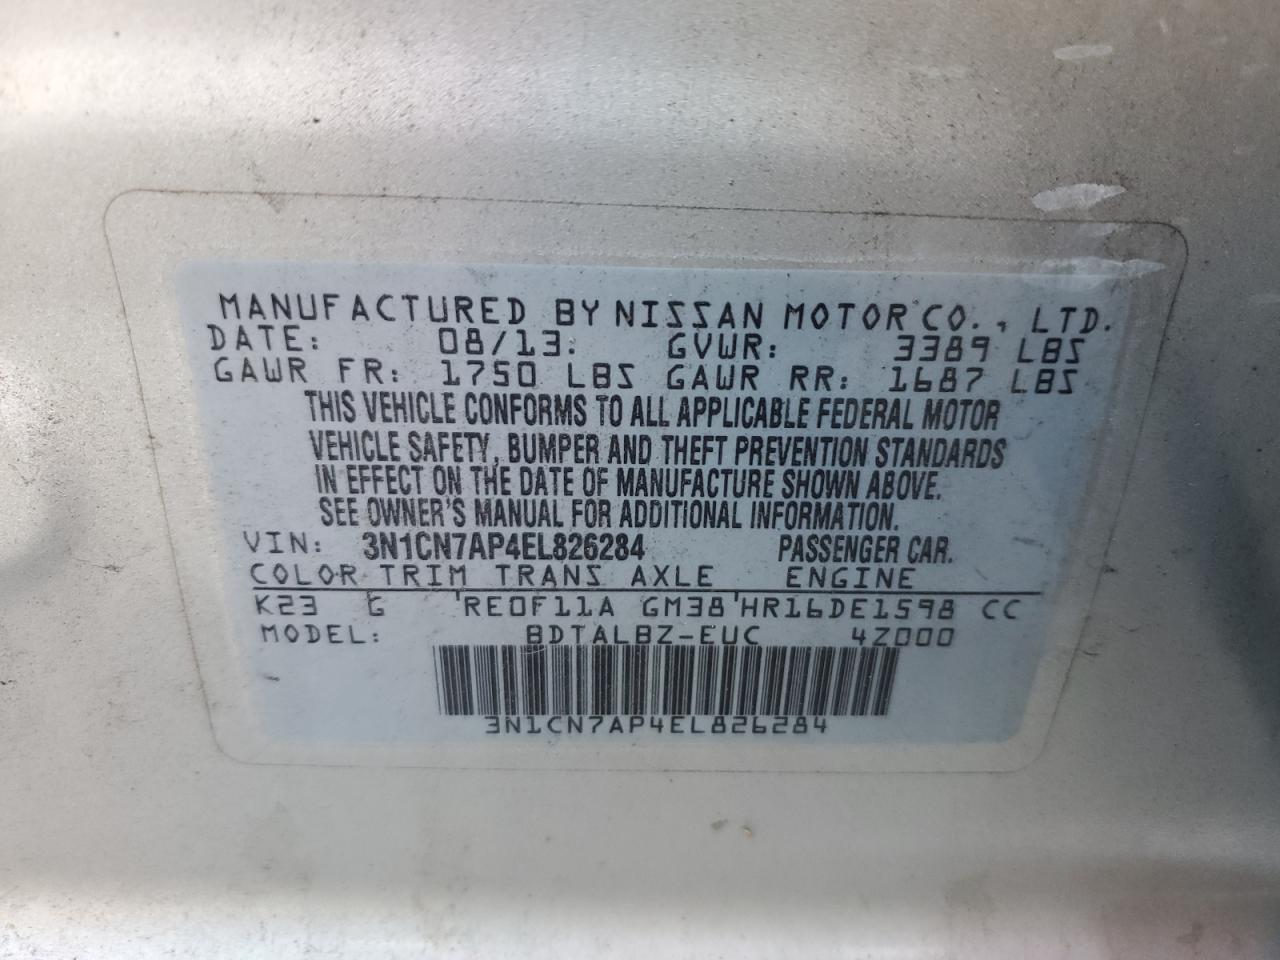 MANUFACTURED BY NISSAN MOTOR CO., LTD.
DATE: 08/13. GVWR: 3389 LBS
GAWR FR: 1750 LBS GAWR RR: 1687 LBS
THIS VEHICLE CONFORMS TO ALL APPLICABLE FEDERAL MOTOR
VEHICLE SAFETY, BUMPER AND THEFT PREVENTION STANDARDS
IN EFFECT ON THE DATE OF MANUFACTURE SHOWN ABOVE.
SEE OWNER'S MANUAL FOR ADDITIONAL INFORMATION.
VIN: 3N1CN7AP4EL826284 PASSENGER CAR.
COLOR TRIM TRANS AXLE ENGINE
K23 G RE0F11A GM38 HR16DE1598 CC
MODEL: BDTALBZ-EUC 4Z000
3N1CN7AP4EL826284